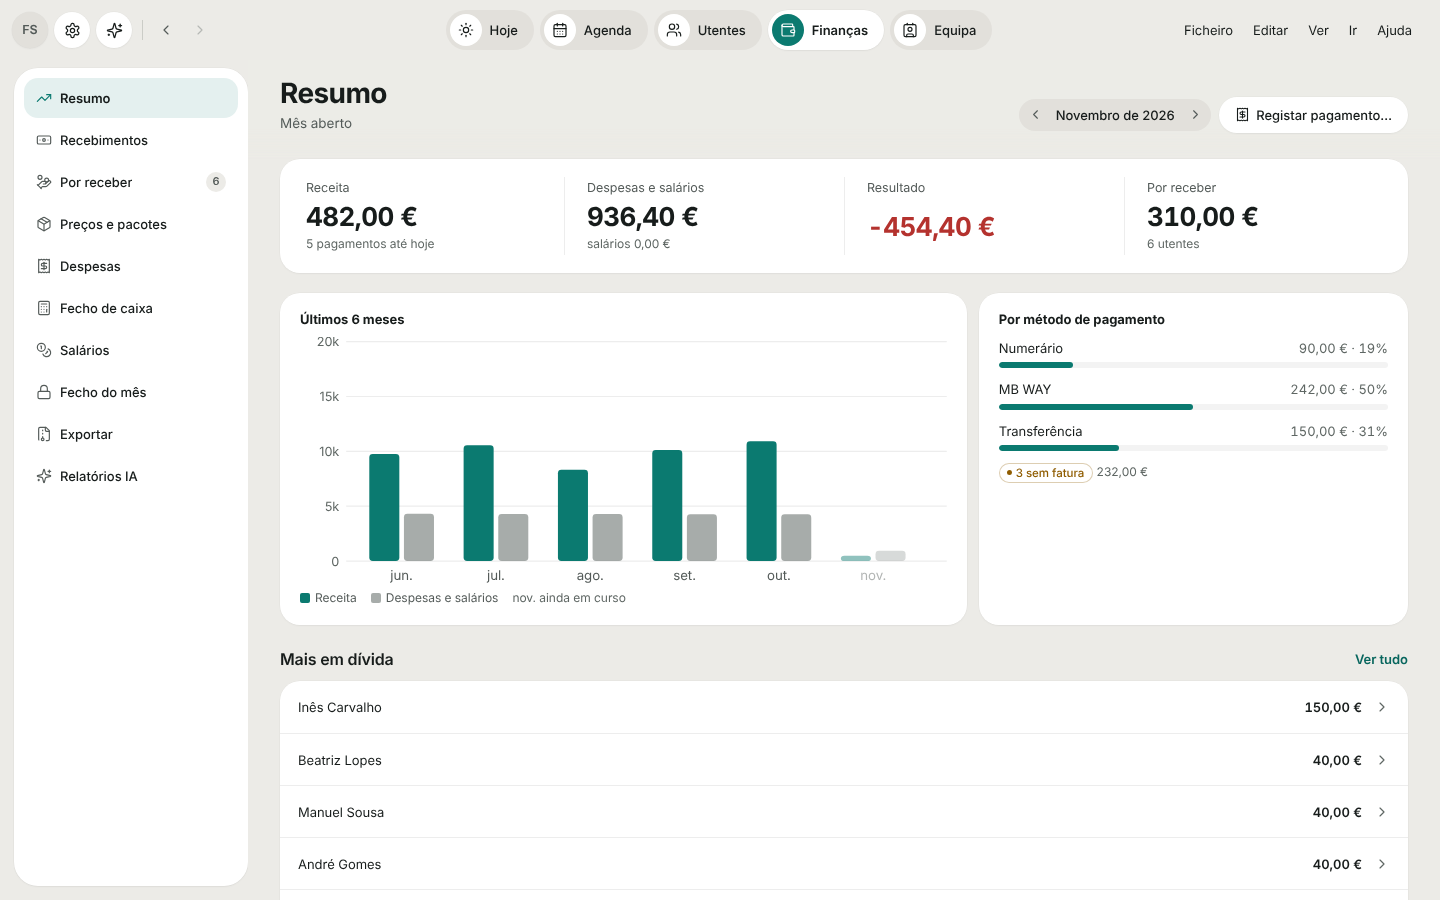 FS
Hoje
Agenda
Utentes
Finanças
Equipa
Ficheiro
Editar
Ver
Ir
Ajuda
Resumo
Recebimentos
Por receber
6
Preços e pacotes
Despesas
Fecho de caixa
Salários
Fecho do mês
Exportar
Relatórios IA
Resumo
Mês aberto
Novembro de 2026
Registar pagamento...
Receita
482,00 €
5 pagamentos até hoje
Despesas e salários
936,40 €
salários 0,00 €
Resultado
-454,40 €
Por receber
310,00 €
6 utentes
Últimos 6 meses
20k
15k
10k
5k
0
jun.
jul.
ago.
set.
out.
nov.
Receita
Despesas e salários
nov. ainda em curso
Por método de pagamento
Numerário
90,00 € · 19%
MB WAY
242,00 € · 50%
Transferência
150,00 € · 31%
3 sem fatura
232,00 €
Mais em dívida
Ver tudo
Inês Carvalho
150,00 €
Beatriz Lopes
40,00 €
Manuel Sousa
40,00 €
André Gomes
40,00 €